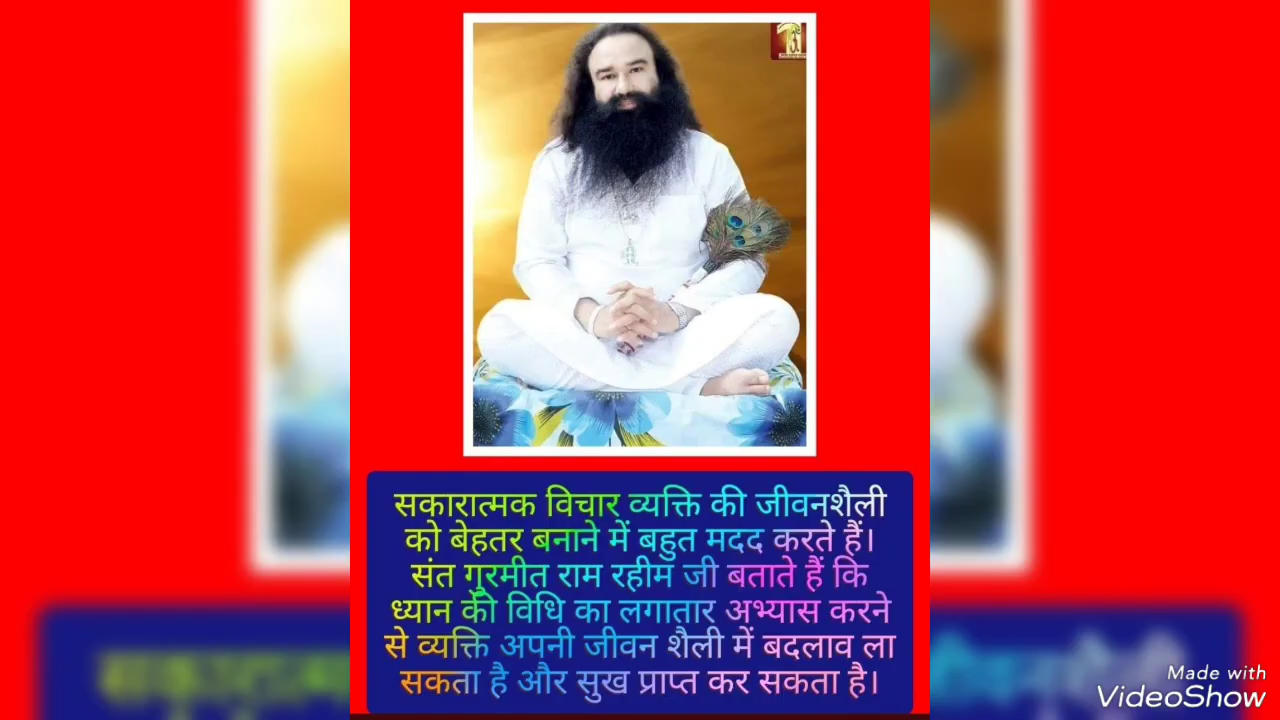 सकारात्मक विचार व्यक्ति की जीवनशैली
को बेहतर बनाने में बहुत मदद करते हैं।
संत गुरमीत राम रहीम जी बताते हैं कि
ध्यान की विधि का लगातार अभ्यास करने
से व्यक्ति अपनी जीवन शैली में बदलाव ला
सकता है और सुख प्राप्त कर सकता है।
Made with
VideoShow